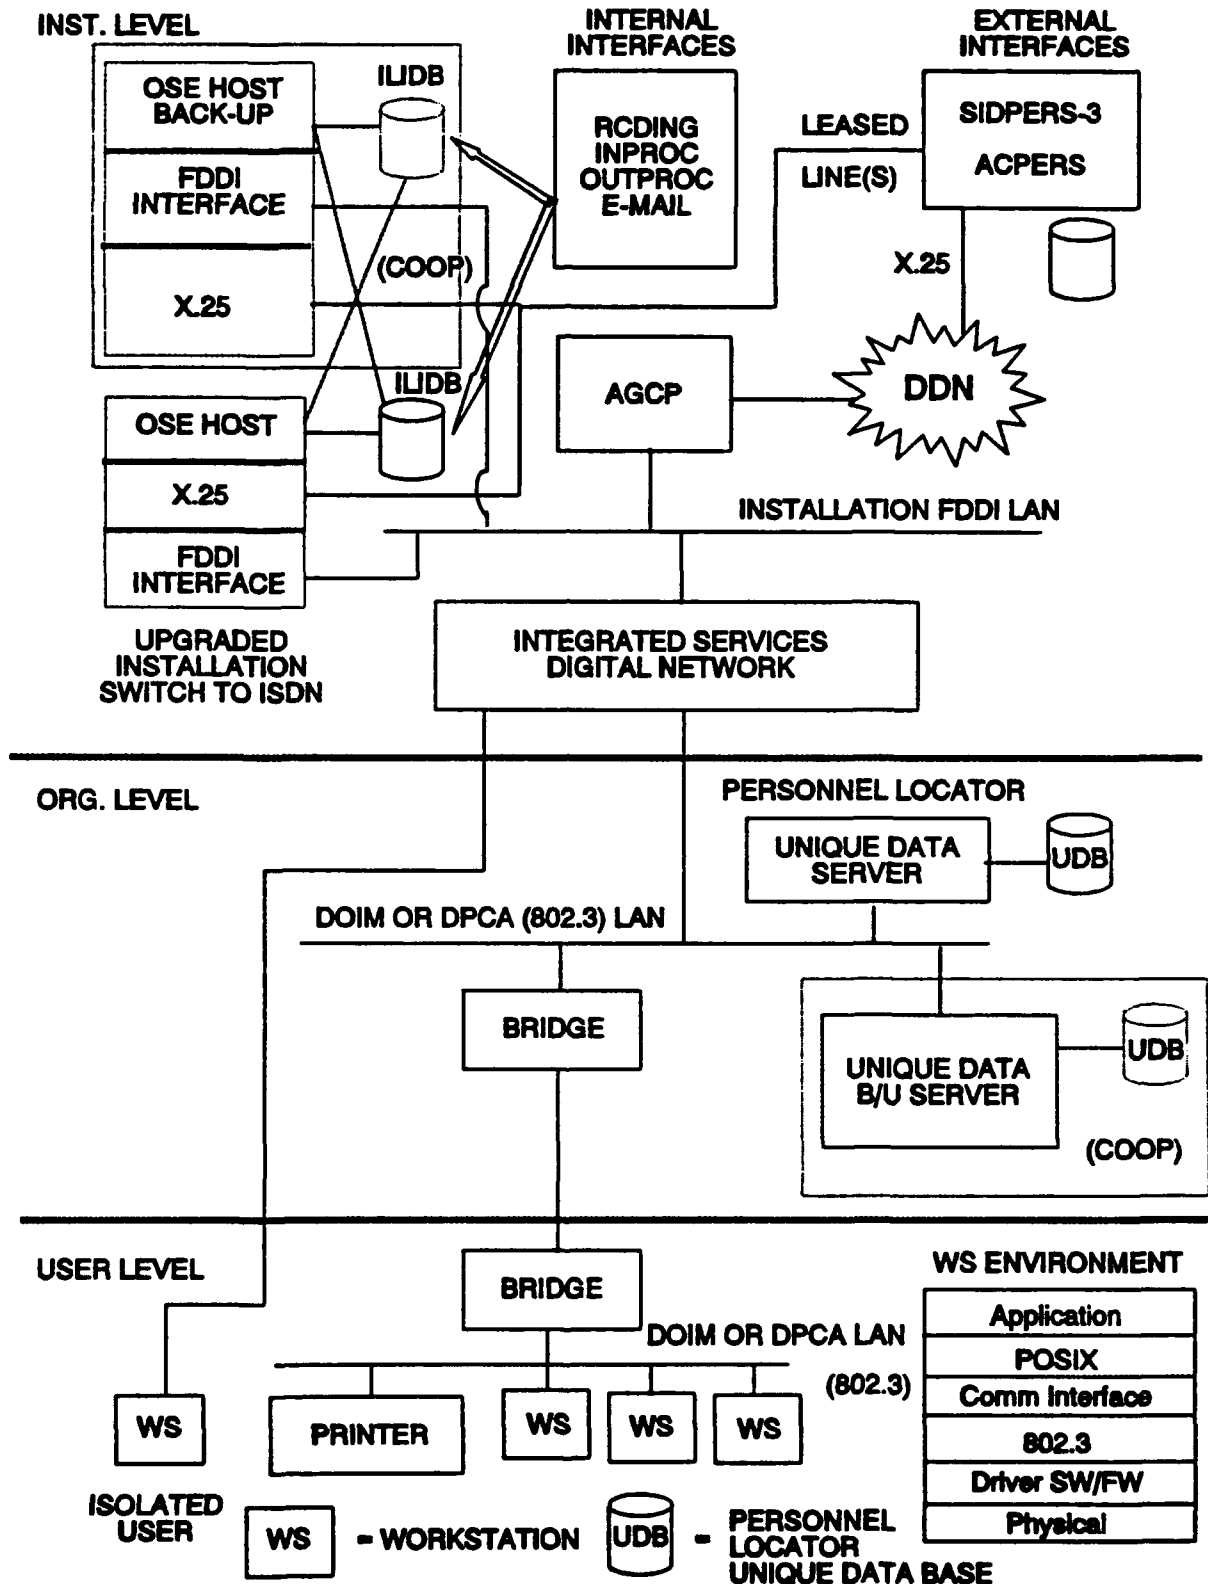 INST. LEVEL
INTERNAL
INTERFACES
EXTERNAL
INTERFACES
OSE HOST
BACK-UP
FDDI
INTERFACE
X.25
ILIDB
(COOP)
RCDING
INPROC
OUTPROC
E-MAIL
LEASED
LINE(S)
SIDPERS-3
ACPERS
X.25
DDN
AGCP
ILIDB
OSE HOST
X.25
FDDI
INTERFACE
INSTALLATION FDDI LAN
UPGRADED
INSTALLATION
SWITCH TO ISDN
INTEGRATED SERVICES
DIGITAL NETWORK
ORG. LEVEL
PERSONNEL LOCATOR
UNIQUE DATA
SERVER
UDB
DOIM OR DPCA (802.3) LAN
BRIDGE
UNIQUE DATA
B/U SERVER
UDB
(COOP)
USER LEVEL
BRIDGE
DOIM OR DPCA LAN
(802.3)
WS
ISOLATED
USER
PRINTER
WS
WS
WS
WS ENVIRONMENT
Application
POSIX
Comm Interface
802.3
Driver SW/FW
Physical
WS
= WORKSTATION
UDB
= PERSONNEL
LOCATOR
UNIQUE DATA BASE